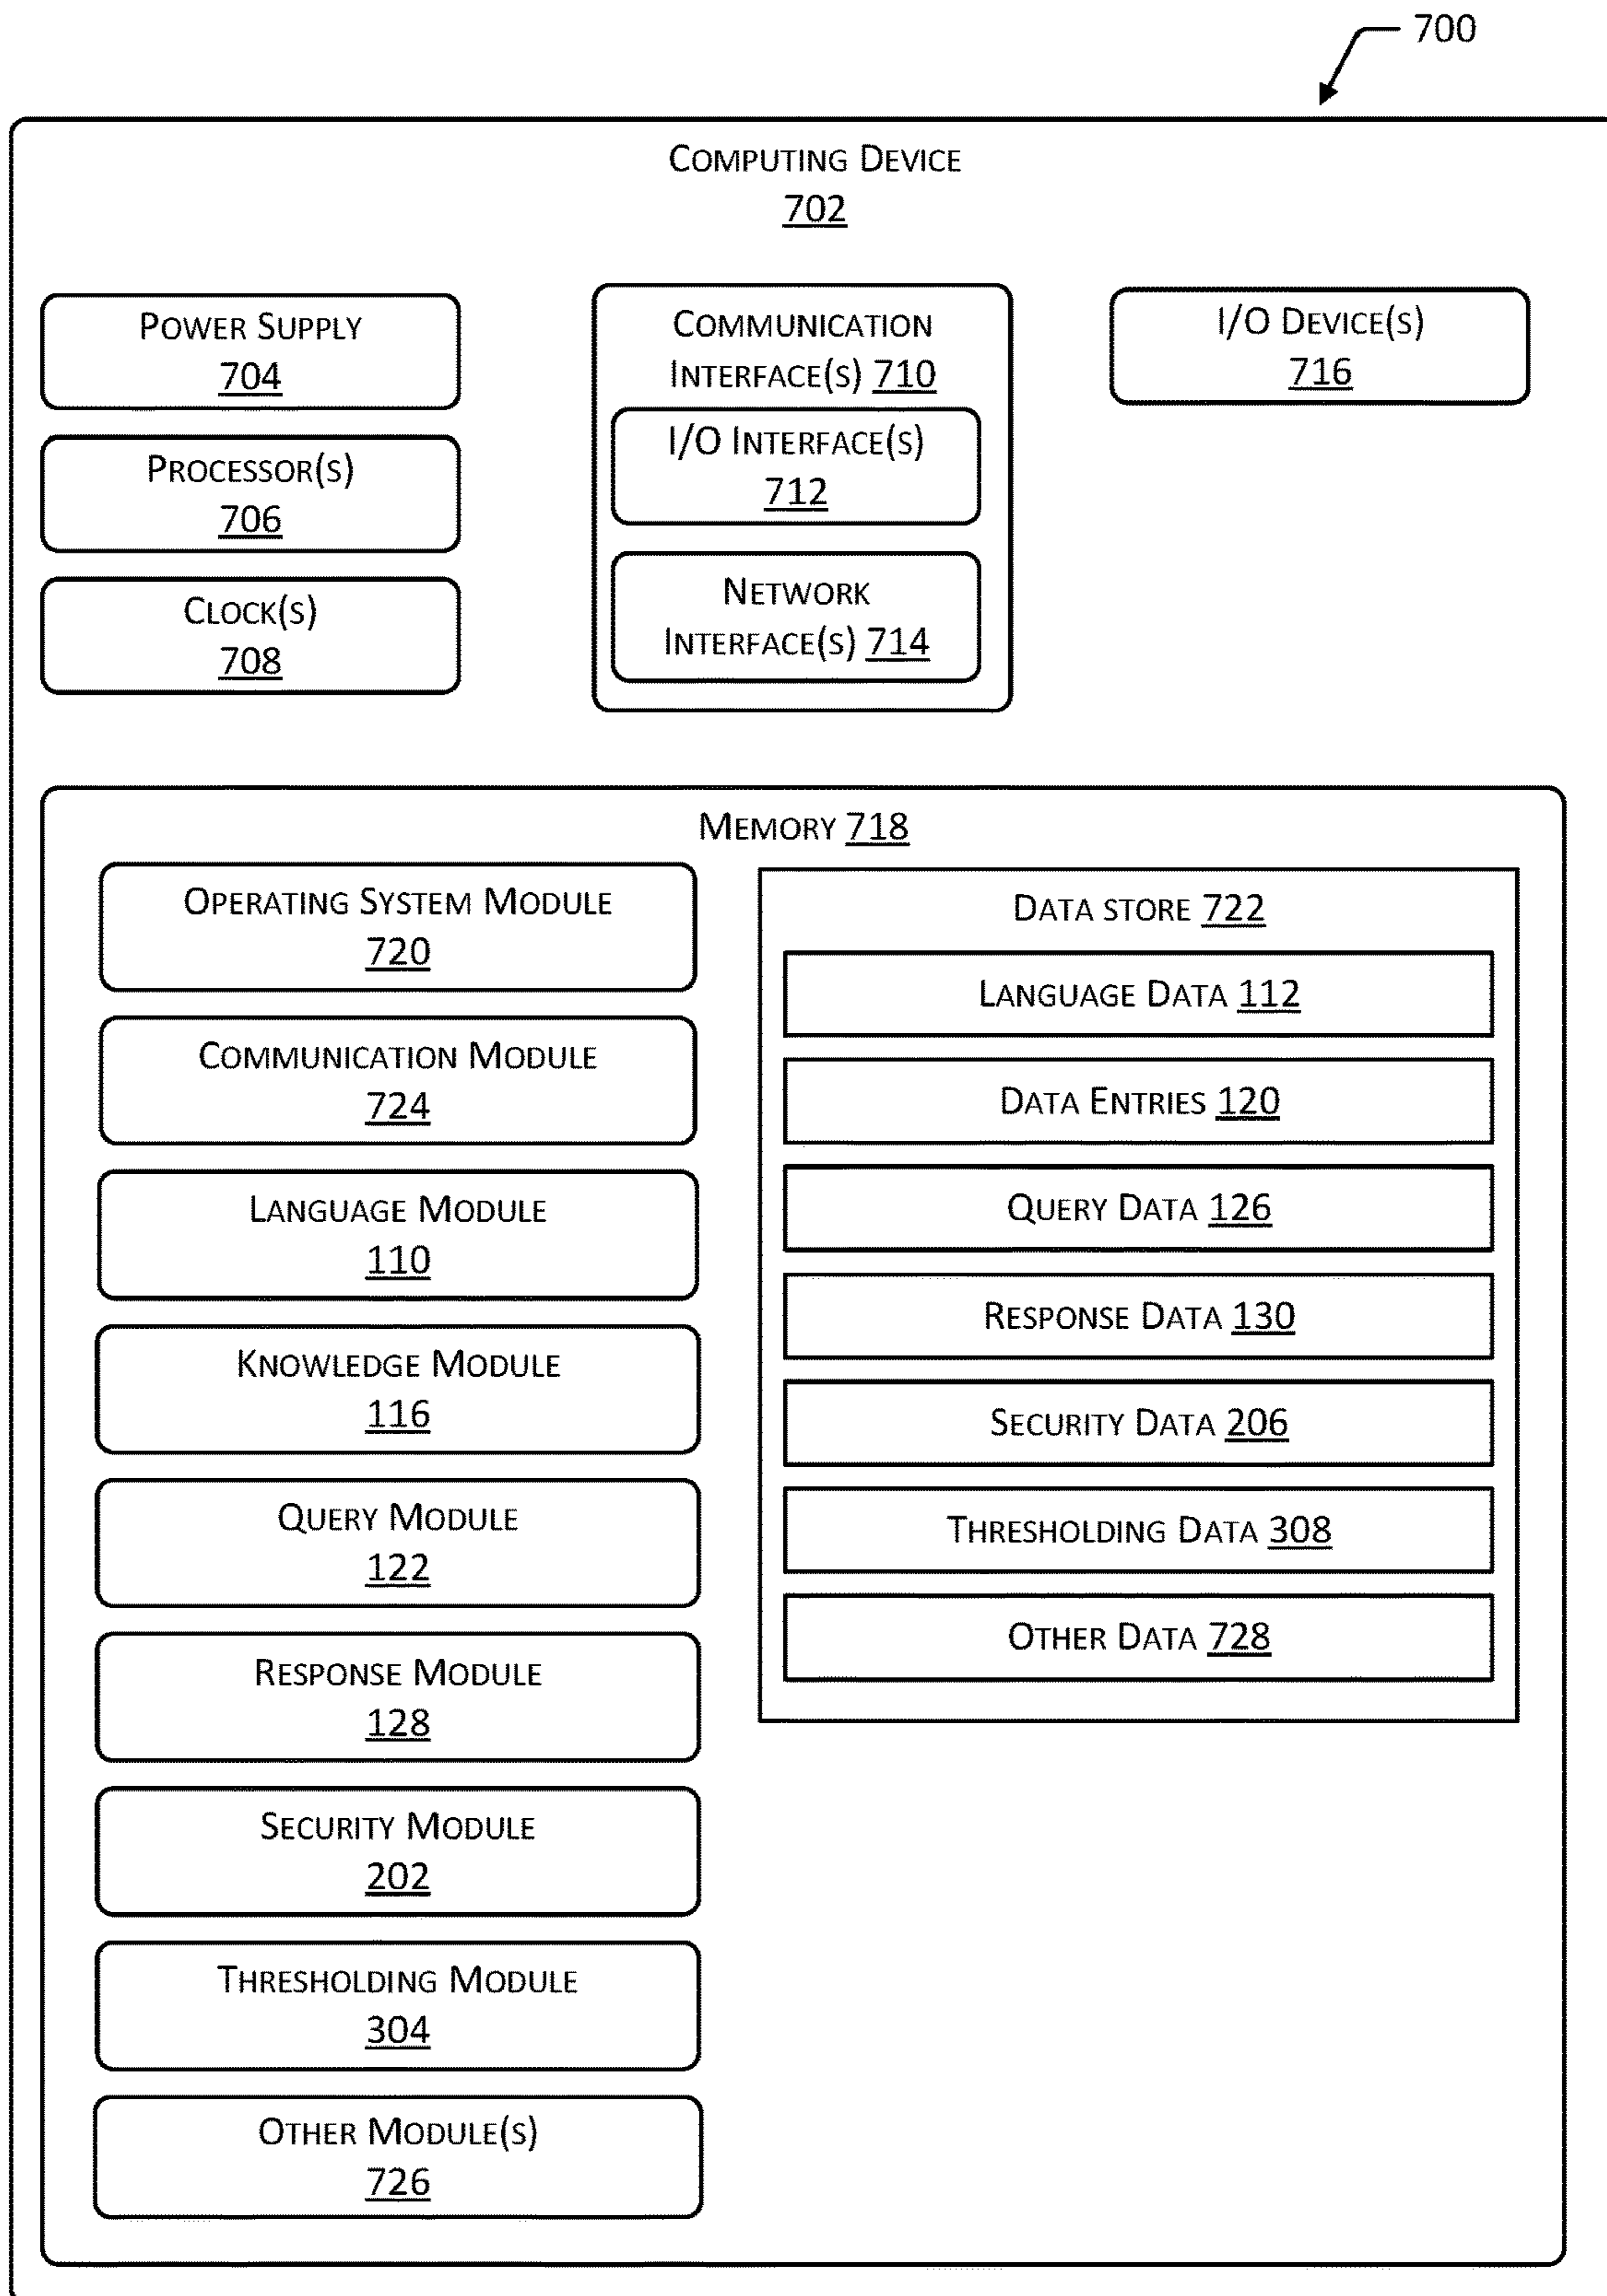 700
COMPUTING DEVICE
702
POWER SUPPLY
704
PROCESSOR(S)
706
CLOCK(S)
708
COMMUNICATION
INTERFACE(S) 710
I/O INTERFACE(S)
712
NETWORK
INTERFACE(S) 714
I/O DEVICE(S)
716
MEMORY 718
OPERATING SYSTEM MODULE
720
COMMUNICATION MODULE
724
LANGUAGE MODULE
110
KNOWLEDGE MODULE
116
QUERY MODULE
122
RESPONSE MODULE
128
SECURITY MODULE
202
THRESHOLDING MODULE
304
OTHER MODULE(S)
726
DATA STORE 722
LANGUAGE DATA 112
DATA ENTRIES 120
QUERY DATA 126
RESPONSE DATA 130
SECURITY DATA 206
THRESHOLDING DATA 308
OTHER DATA 728